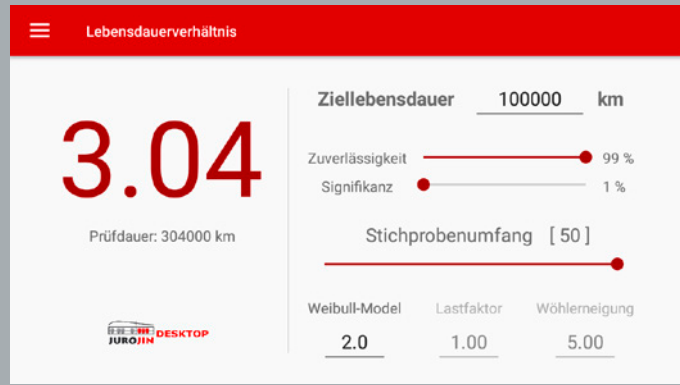 Lebensdauerverhältnis
3.04
Prüfdauer: 304000 km
JUROJIN DESKTOP
Ziellebensdauer 100000 km
Zuverlässigkeit 99 %
Signifikanz 1 %
Stichprobenumfang [ 50 ]
Weibull-Model Lastfaktor Wöhlerneigung
2.0 1.00 5.00